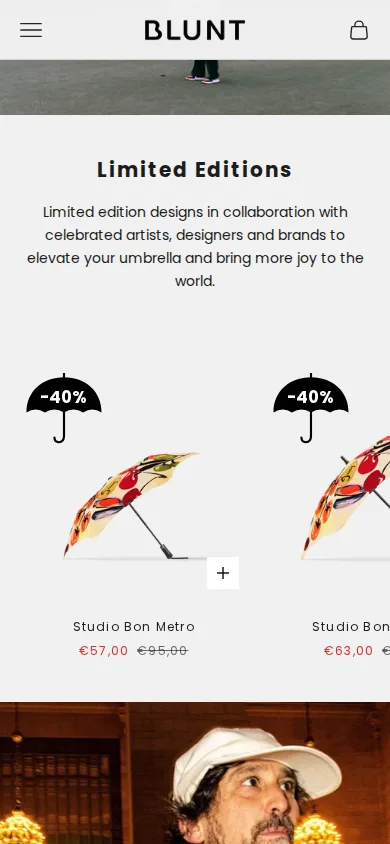 BLUNT
Limited Editions
Limited edition designs in collaboration with
celebrated artists, designers and brands to
elevate your umbrella and bring more joy to the
world.
-40%
-40%
Studio Bon Metro
€57,00 €95,00
Studio Bon
€63,00 €